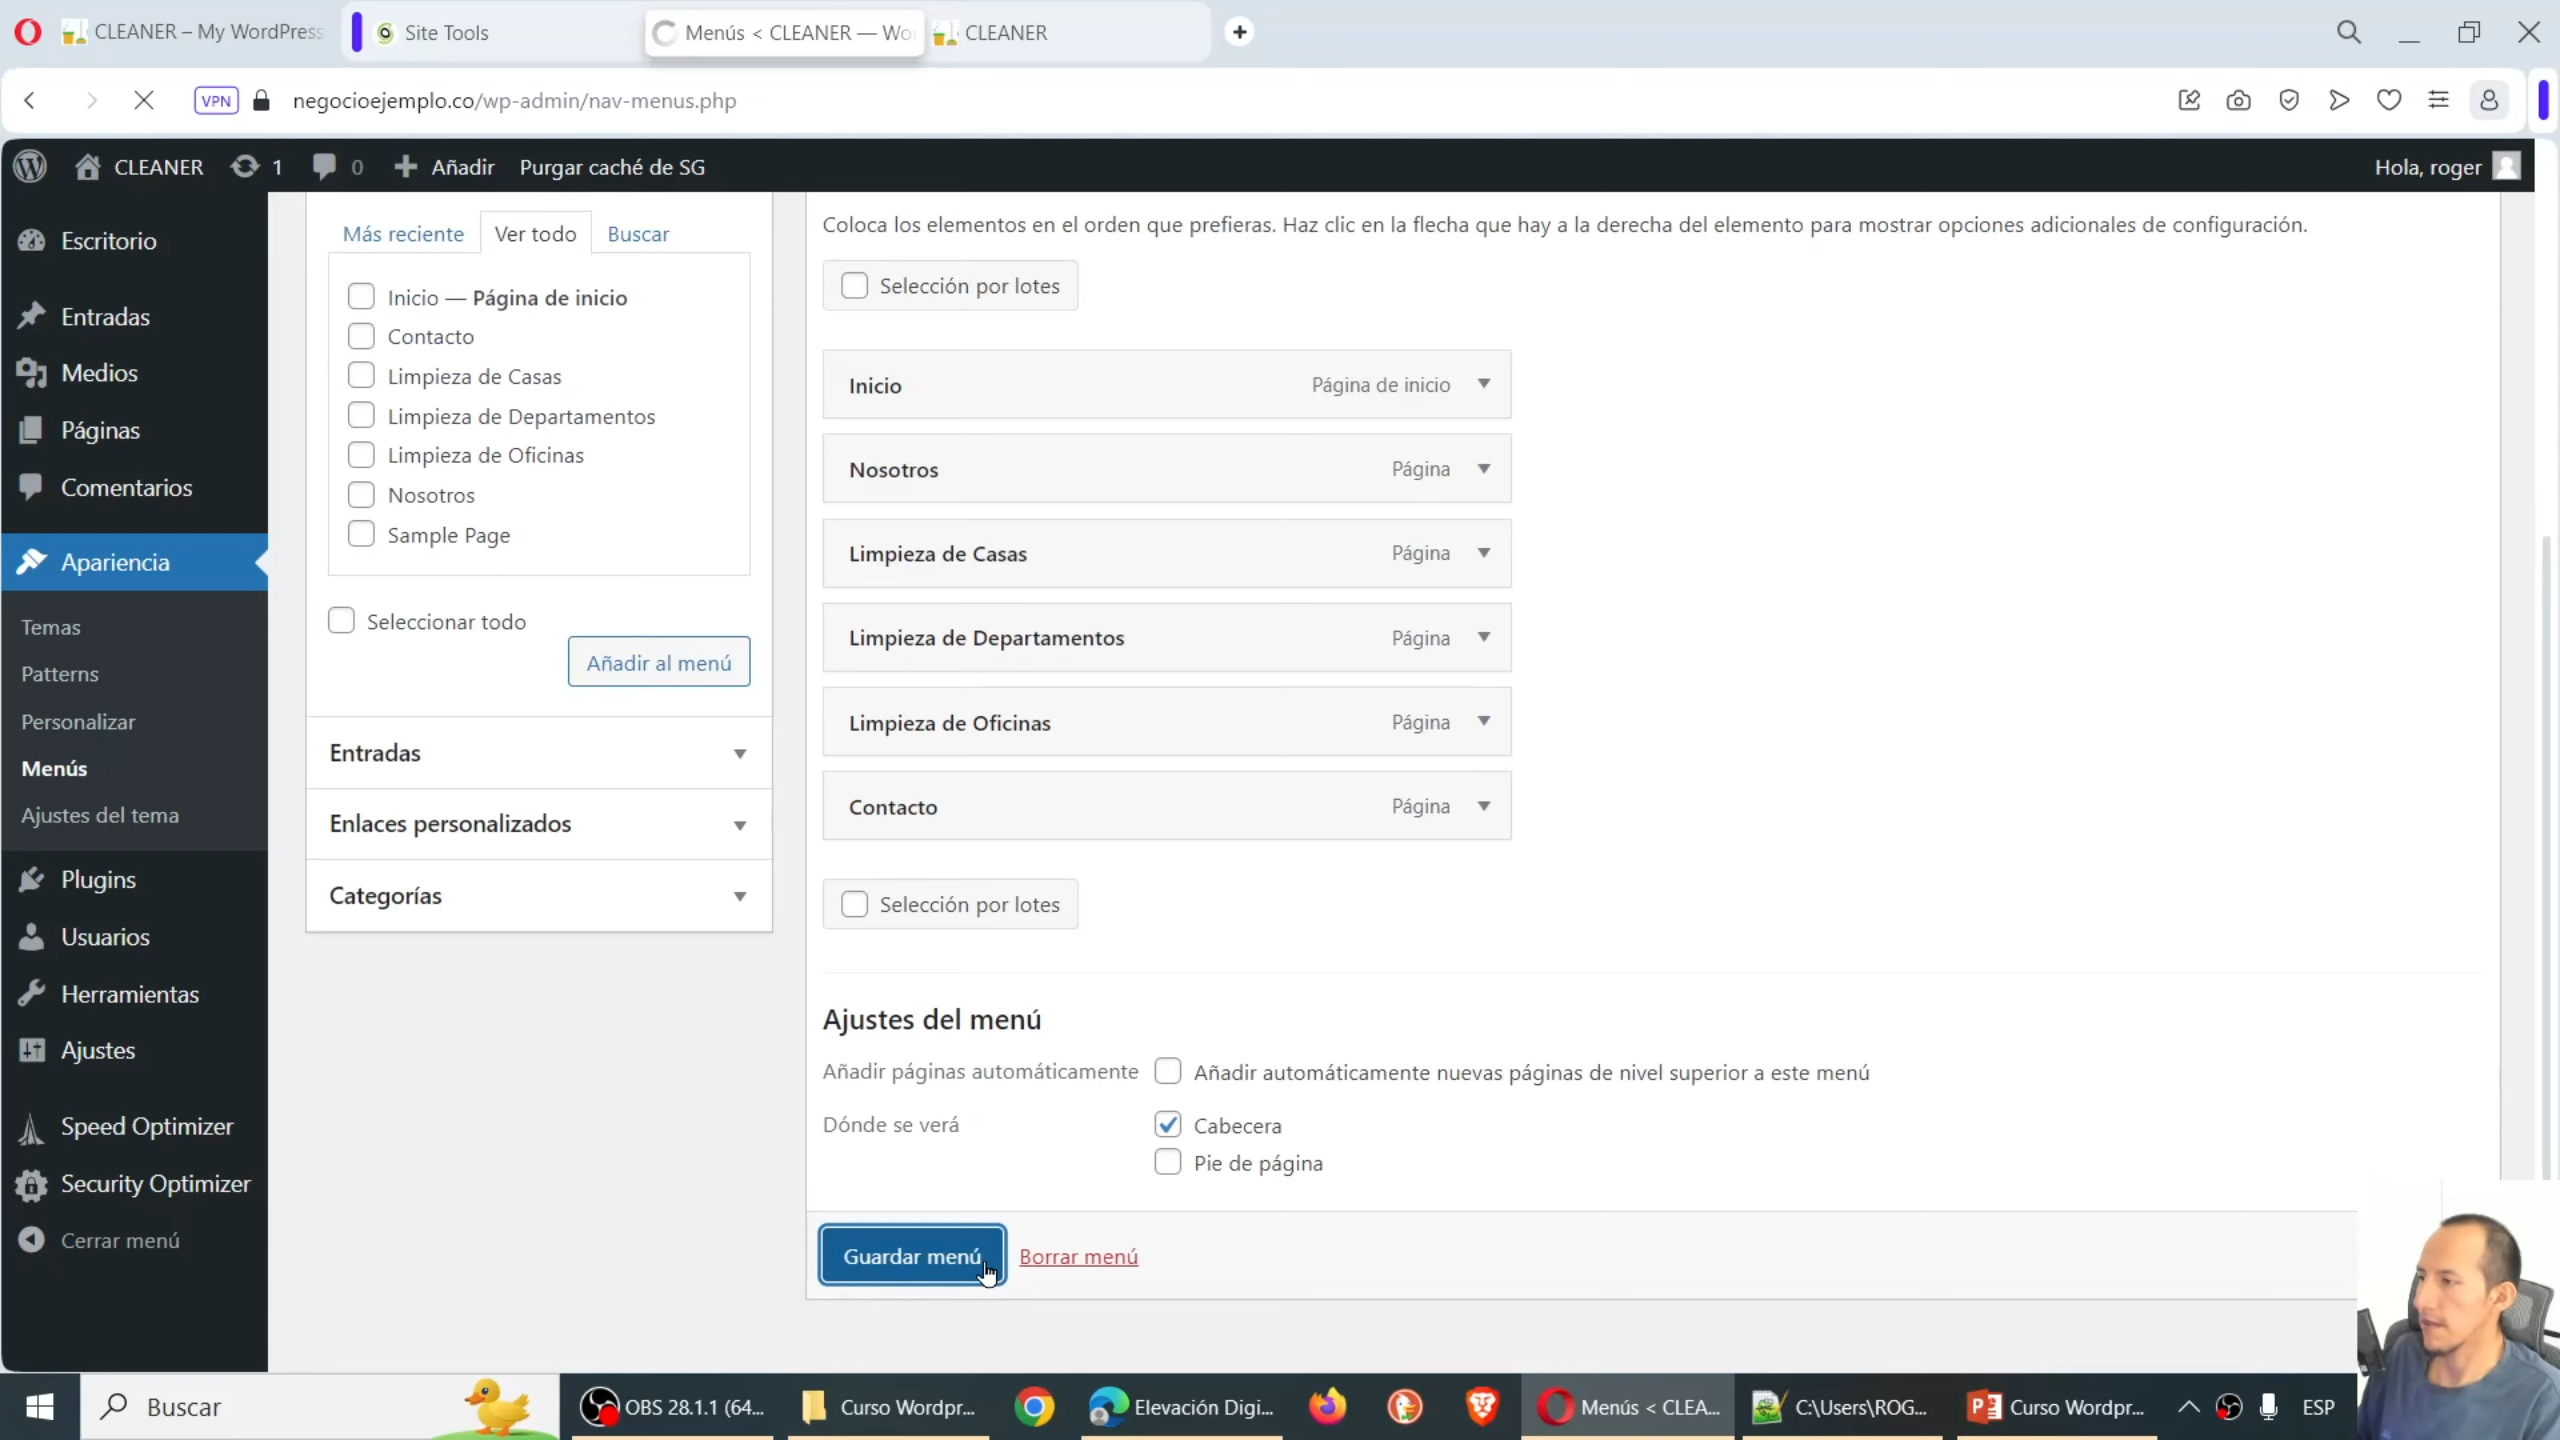 CLEANER – My WordPress
Site Tools
Menús < CLEANER — Wo
CLEANER
VPN
negocioejemplo.co/wp-admin/nav-menus.php
CLEANER
1
0
Añadir
Purgar caché de SG
Hola, roger
Escritorio
Entradas
Medios
Páginas
Comentarios
Apariencia
Temas
Patterns
Personalizar
Menús
Ajustes del tema
Plugins
Usuarios
Herramientas
Ajustes
Speed Optimizer
Security Optimizer
Cerrar menú
Más reciente
Ver todo
Buscar
Inicio — Página de inicio
Contacto
Limpieza de Casas
Limpieza de Departamentos
Limpieza de Oficinas
Nosotros
Sample Page
Seleccionar todo
Añadir al menú
Entradas
Enlaces personalizados
Categorías
Coloca los elementos en el orden que prefieras. Haz clic en la flecha que hay a la derecha del elemento para mostrar opciones adicionales de configuración.
Selección por lotes
Inicio Página de inicio
Nosotros Página
Limpieza de Casas Página
Limpieza de Departamentos Página
Limpieza de Oficinas Página
Contacto Página
Selección por lotes
Ajustes del menú
Añadir páginas automáticamente Añadir automáticamente nuevas páginas de nivel superior a este menú
Dónde se verá Cabecera
Pie de página
Guardar menú
Borrar menú
Buscar
OBS 28.1.1 (64...
Curso Wordpr...
Elevación Digi...
Menús < CLEA...
C:\Users\ROG...
Curso Wordpr...
ESP